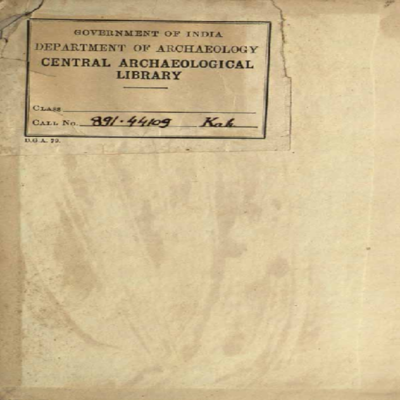 GOVERNMENT OF INDIA
DEPARTMENT OF ARCHAEOLOGY
CENTRAL ARCHAEOLOGICAL
LIBRARY
CLASS
CALL No. 891.44109 Kah
D.G.A. 79.